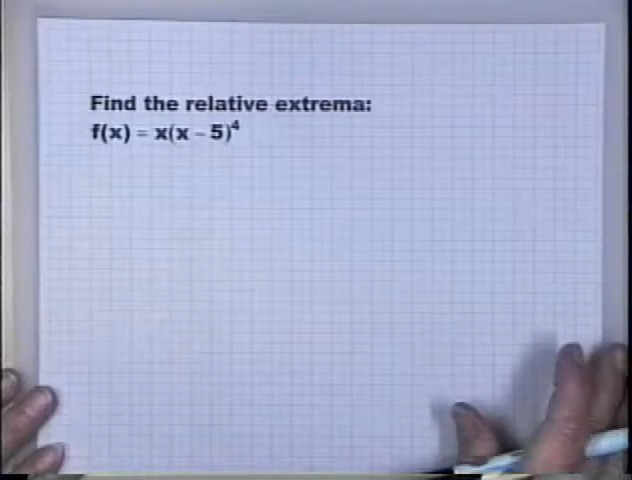 Find the relative extrema:
f(x) = x(x – 5)⁴